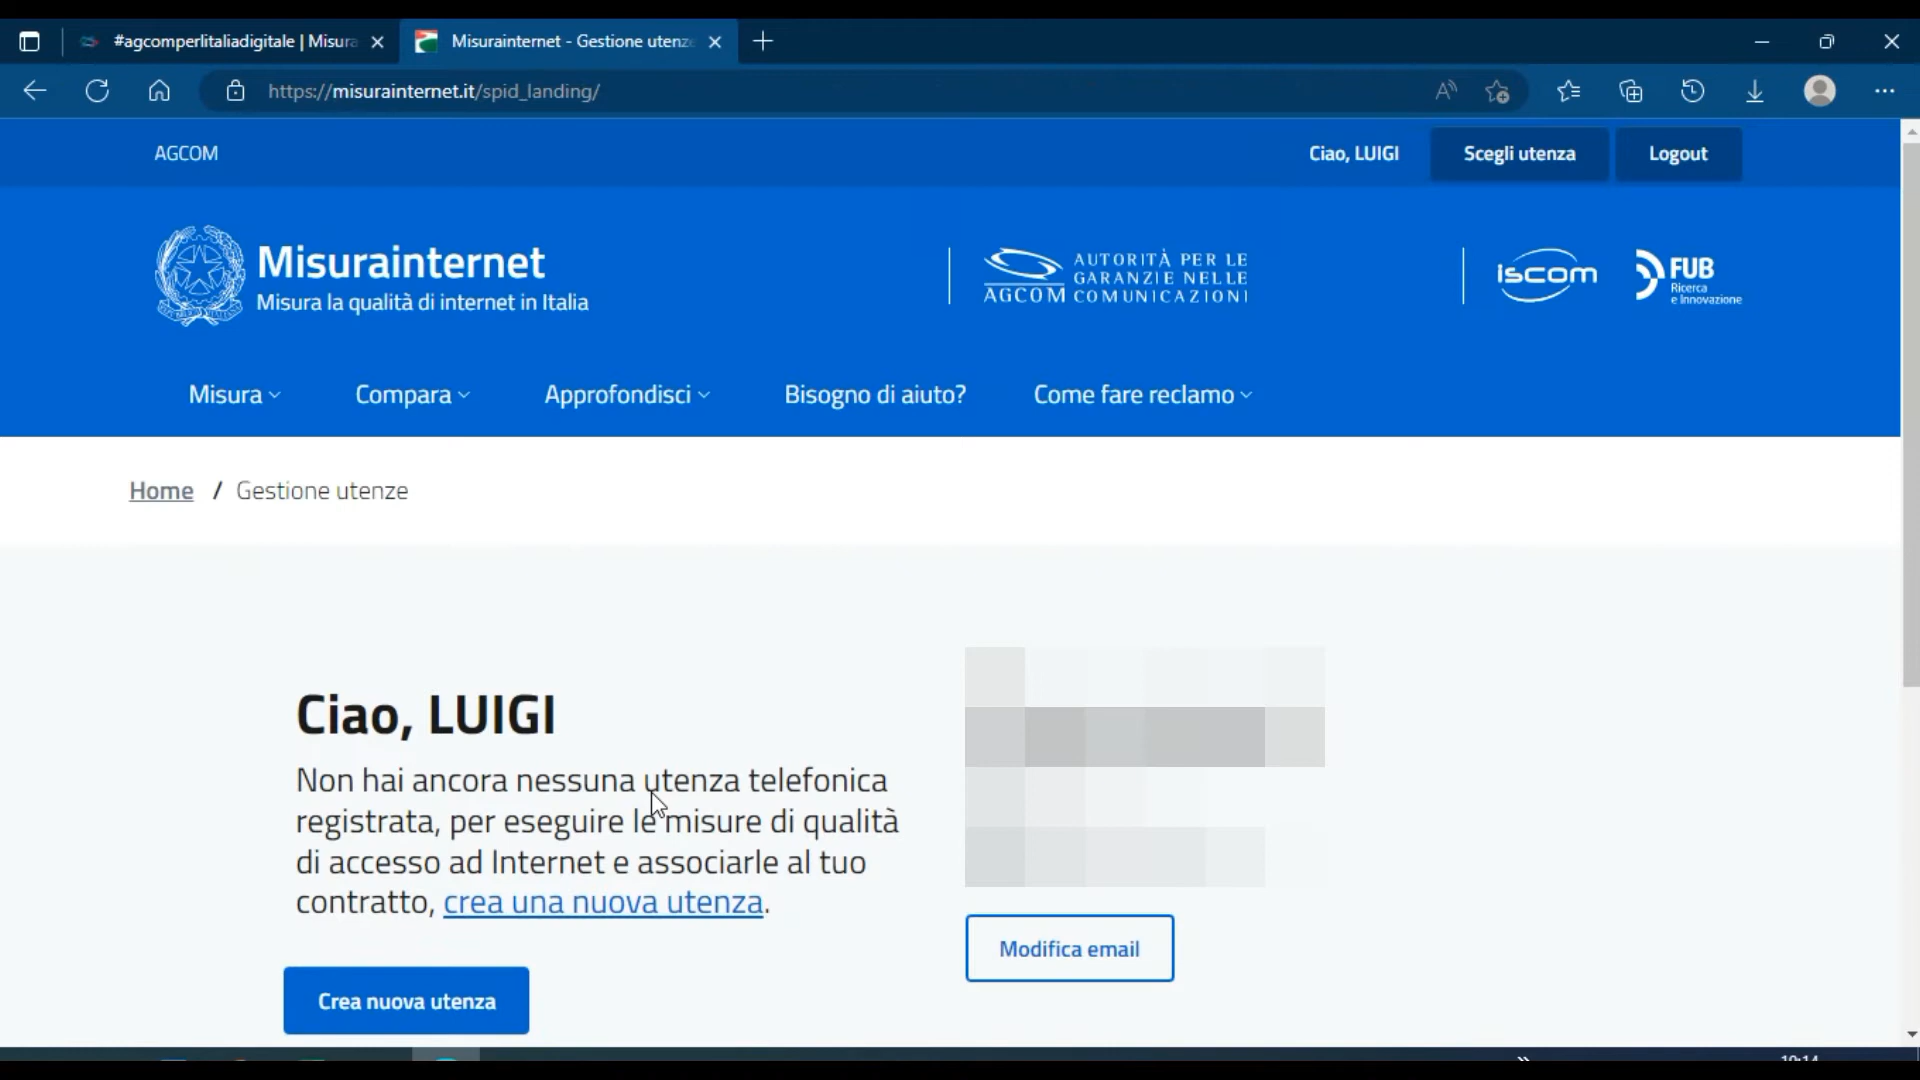 #agcomperlitaliadigitale | Misura
Misurainternet - Gestione utenze
https://misurainternet.it/spid_landing/
AGCOM
Ciao, LUIGI
Scegli utenza
Logout
Misurainternet
Misura la qualità di internet in Italia
AGCOM
AUTORITÀ PER LE
GARANZIE NELLE
COMUNICAZIONI
iscom
FUB
Ricerca
e Innovazione
Misura
Compara
Approfondisci
Bisogno di aiuto?
Come fare reclamo
Home / Gestione utenze
Ciao, LUIGI
Non hai ancora nessuna utenza telefonica
registrata, per eseguire le misure di qualità
di accesso ad Internet e associarle al tuo
contratto, crea una nuova utenza.
Modifica email
Crea nuova utenza